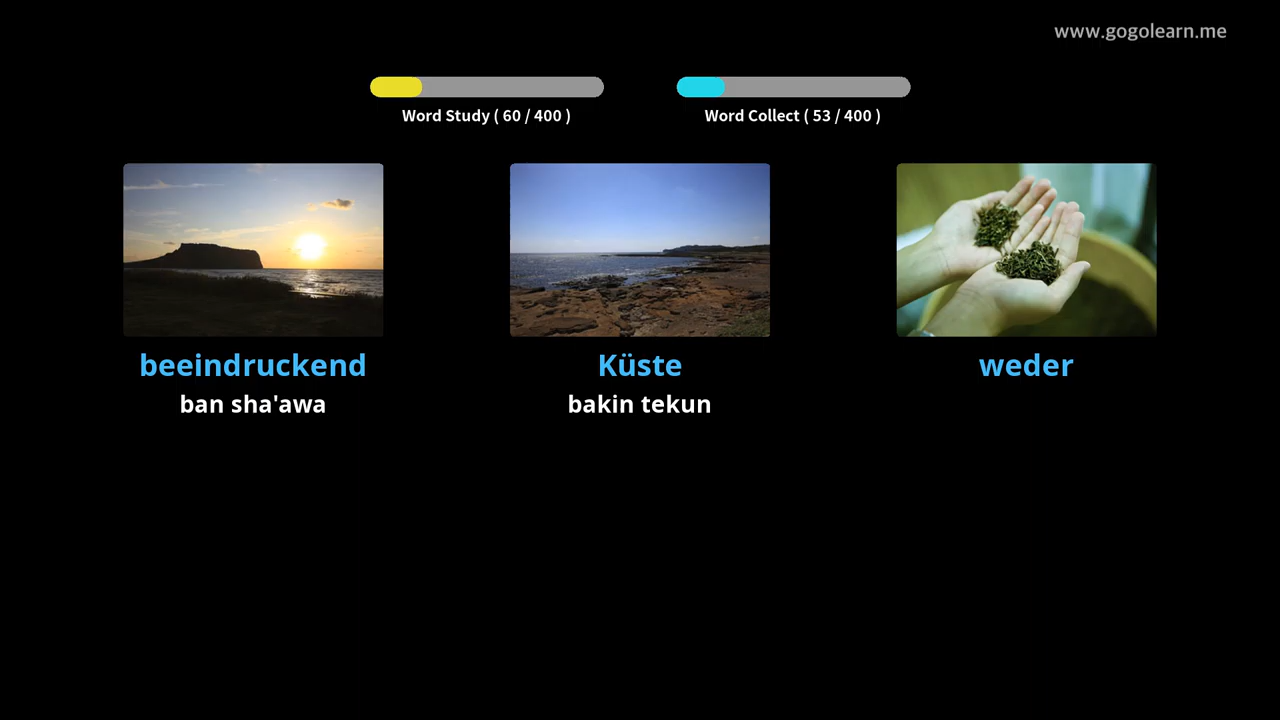 www.gogolearn.me
Word Study ( 60 / 400 )
Word Collect ( 53 / 400 )
beeindruckend
ban sha'awa
Küste
bakin tekun
weder